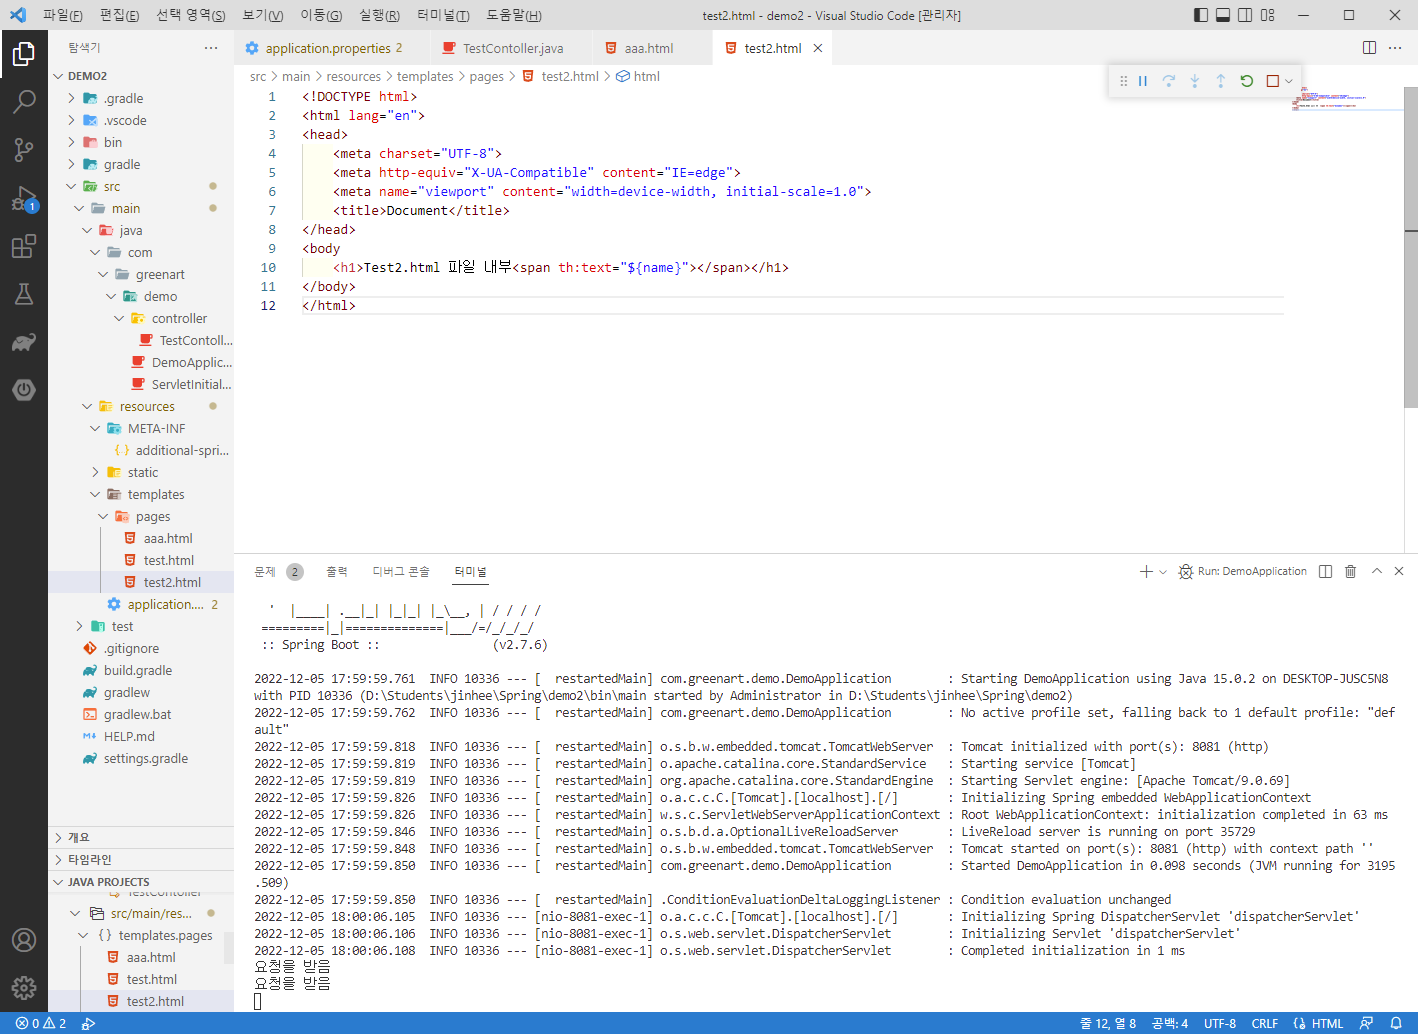 파일(F) 편집(E) 선택 영역(S) 보기(V) 이동(G) 실행(R) 터미널(T) 도움말(H)
test2.html - demo2 - Visual Studio Code [관리자]
탐색기
DEMO2
.gradle
.vscode
bin
gradle
src
main
java
com
greenart
demo
controller
TestContoll...
DemoApplic...
ServletInitial...
resources
META-INF
additional-spri...
static
templates
pages
aaa.html
test.html
test2.html
application.... 2
test
.gitignore
build.gradle
gradlew
gradlew.bat
HELP.md
settings.gradle
개요
타임라인
JAVA PROJECTS
TestController
src/main/res...
templates.pages
aaa.html
test.html
test2.html
1
application.properties 2
TestContoller.java
aaa.html
test2.html
src > main > resources > templates > pages > test2.html > html
1 <!DOCTYPE html>
2 <html lang="en">
3 <head>
4 <meta charset="UTF-8">
5 <meta http-equiv="X-UA-Compatible" content="IE=edge">
6 <meta name="viewport" content="width=device-width, initial-scale=1.0">
7 <title>Document</title>
8 </head>
9 <body
10 <h1>Test2.html 파일 내부<span th:text="${name}"></span></h1>
11 </body>
12 </html>
문제 2 출력 디버그 콘솔 터미널
Run: DemoApplication
' |____| .__|_| |_|_| |_\__, | / / / /
=========|_|==============|___/=/_/_/_/
:: Spring Boot :: (v2.7.6)
2022-12-05 17:59:59.761 INFO 10336 --- [ restartedMain] com.greenart.demo.DemoApplication : Starting DemoApplication using Java 15.0.2 on DESKTOP-JUSC5N8
with PID 10336 (D:\Students\jinhee\Spring\demo2\bin\main started by Administrator in D:\Students\jinhee\Spring\demo2)
2022-12-05 17:59:59.762 INFO 10336 --- [ restartedMain] com.greenart.demo.DemoApplication : No active profile set, falling back to 1 default profile: "def
ault"
2022-12-05 17:59:59.818 INFO 10336 --- [ restartedMain] o.s.b.w.embedded.tomcat.TomcatWebServer : Tomcat initialized with port(s): 8081 (http)
2022-12-05 17:59:59.819 INFO 10336 --- [ restartedMain] o.apache.catalina.core.StandardService : Starting service [Tomcat]
2022-12-05 17:59:59.819 INFO 10336 --- [ restartedMain] org.apache.catalina.core.StandardEngine : Starting Servlet engine: [Apache Tomcat/9.0.69]
2022-12-05 17:59:59.826 INFO 10336 --- [ restartedMain] o.a.c.c.C.[Tomcat].[localhost].[/] : Initializing Spring embedded WebApplicationContext
2022-12-05 17:59:59.826 INFO 10336 --- [ restartedMain] w.s.c.ServletWebServerApplicationContext : Root WebApplicationContext: initialization completed in 63 ms
2022-12-05 17:59:59.846 INFO 10336 --- [ restartedMain] o.s.b.d.a.OptionalLiveReloadServer : LiveReload server is running on port 35729
2022-12-05 17:59:59.848 INFO 10336 --- [ restartedMain] o.s.b.w.embedded.tomcat.TomcatWebServer : Tomcat started on port(s): 8081 (http) with context path ''
2022-12-05 17:59:59.850 INFO 10336 --- [ restartedMain] com.greenart.demo.DemoApplication : Started DemoApplication in 0.098 seconds (JVM running for 3195
.509)
2022-12-05 17:59:59.850 INFO 10336 --- [ restartedMain] .ConditionEvaluationDeltaLoggingListener : Condition evaluation unchanged
2022-12-05 18:00:06.105 INFO 10336 --- [nio-8081-exec-1] o.a.c.c.C.[Tomcat].[localhost].[/] : Initializing Spring DispatcherServlet 'dispatcherServlet'
2022-12-05 18:00:06.106 INFO 10336 --- [nio-8081-exec-1] o.s.web.servlet.DispatcherServlet : Initializing Servlet 'dispatcherServlet'
2022-12-05 18:00:06.108 INFO 10336 --- [nio-8081-exec-1] o.s.web.servlet.DispatcherServlet : Completed initialization in 1 ms
요청을 받음
요청을 받음
0 2
줄 12, 열 8 공백: 4 UTF-8 CRLF HTML